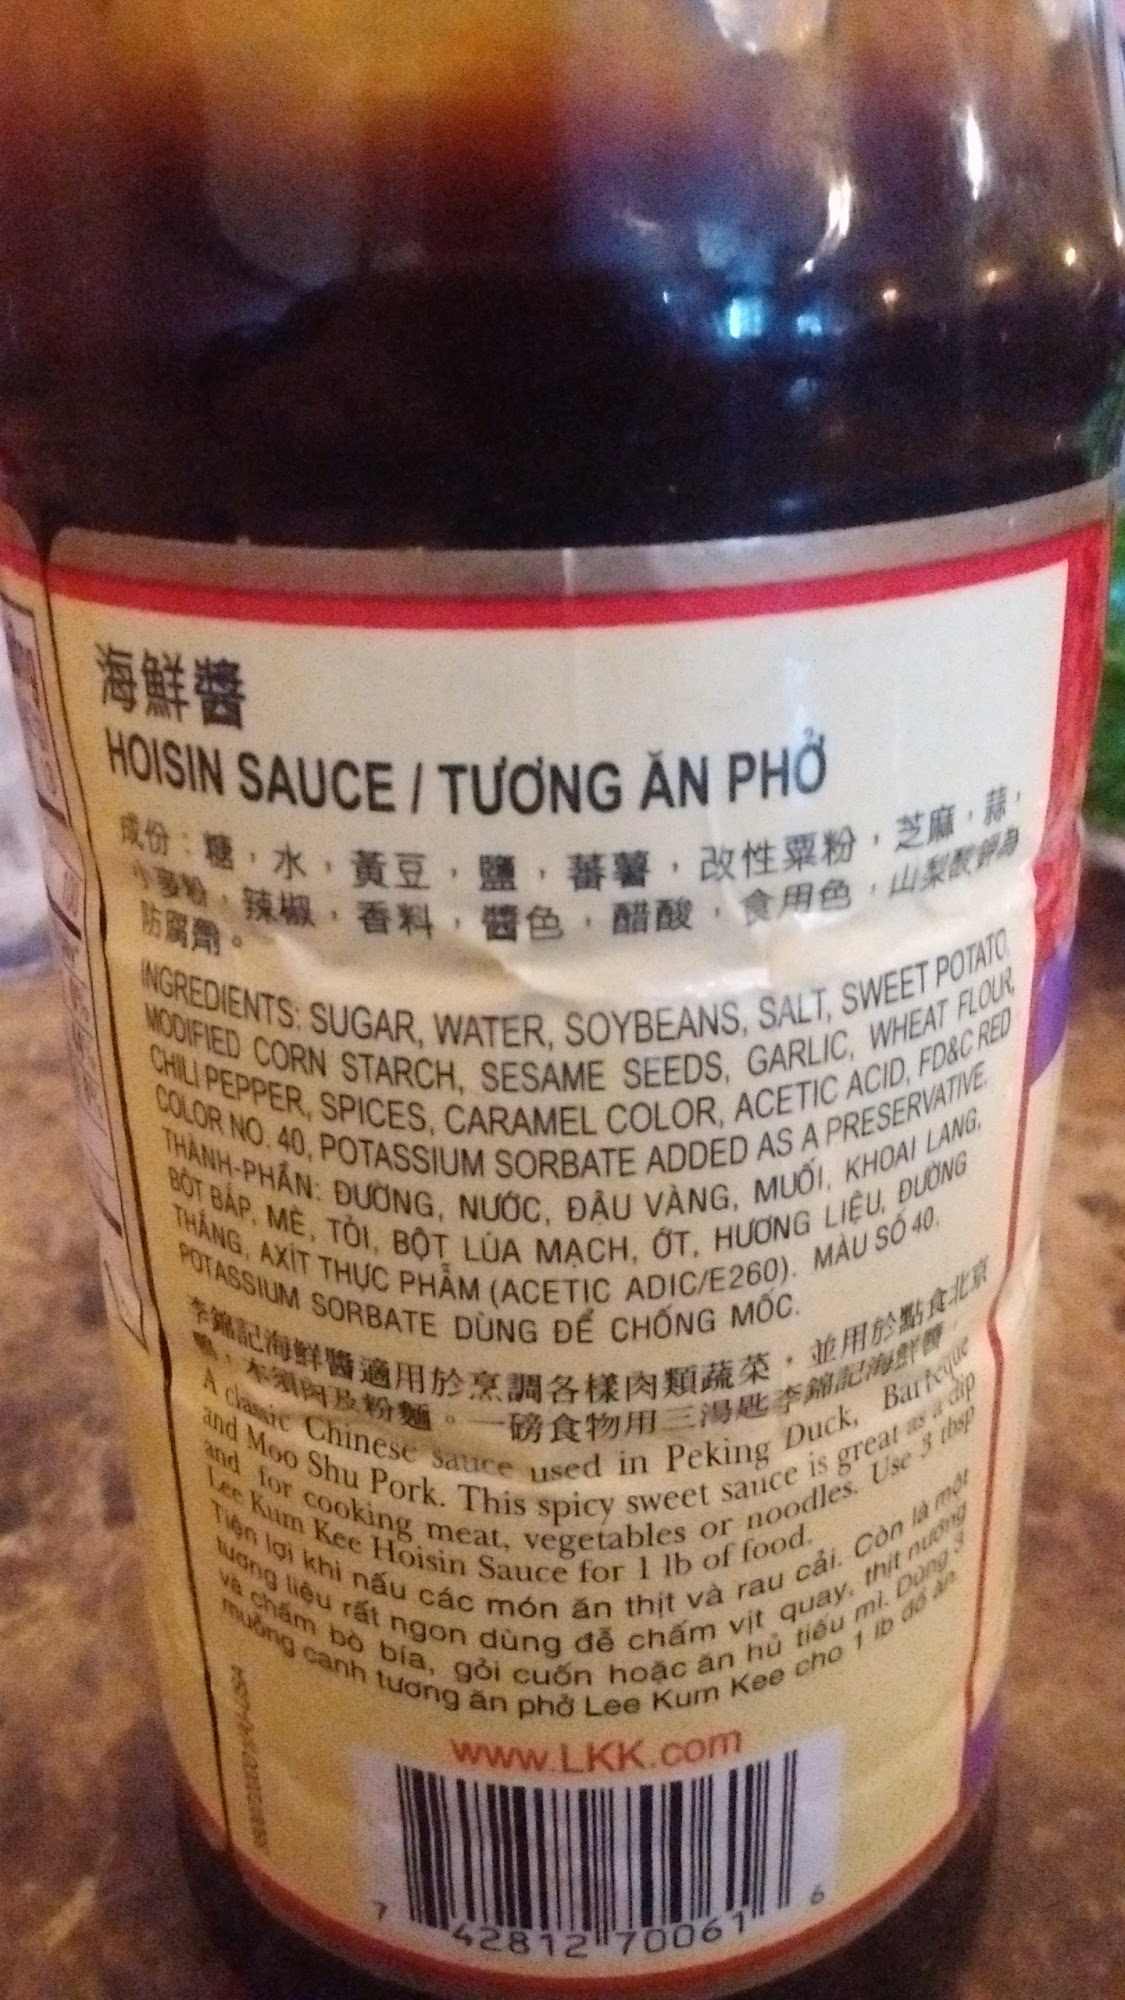 海鮮醬
HOISIN SAUCE / TƯƠNG ĂN PHỞ
成份：糖，水，黃豆，鹽，蕃薯，改性粟粉，芝麻，蒜，
小麥粉，辣椒，香料，醬色，醋酸，食用色，山梨酸鉀為
防腐劑。
INGREDIENTS: SUGAR, WATER, SOYBEANS, SALT, SWEET POTATO,
MODIFIED CORN STARCH, SESAME SEEDS, GARLIC, WHEAT FLOUR,
CHILI PEPPER, SPICES, CARAMEL COLOR, ACETIC ACID, FD&C RED
COLOR NO. 40, POTASSIUM SORBATE ADDED AS A PRESERVATIVE.
THÀNH-PHẦN: ĐƯỜNG, NƯỚC, ĐẬU VÀNG, MUỐI, KHOAI LANG,
BỘT BẮP, MÈ, TỎI, BỘT LÚA MẠCH, ỚT, HƯƠNG LIỆU, ĐƯỜNG
THẮNG, AXÍT THỰC PHẨM (ACETIC ADIC/E260). MÀU SỐ 40,
POTASSIUM SORBATE DÙNG ĐỂ CHỐNG MỐC.
李錦記海鮮醬適用於烹調各樣肉類蔬菜，並用於點食北京
鴨，木須肉及粉麵。一磅食物用三湯匙李錦記海鮮醬。
A classic Chinese sauce used in Peking Duck, Barbeque
and Moo Shu Pork. This spicy sweet sauce is great as a dip
and for cooking meat, vegetables or noodles. Use 3 tbsp
Lee Kum Kee Hoisin Sauce for 1 lb of food.
Tiện lợi khi nấu các món ăn thịt và rau cải. Còn là một
tương liệu rất ngon dùng để chấm vịt quay, thịt nướng
và chấm bò bía, gỏi cuốn hoặc ăn hủ tiếu mì. Dùng 3
muỗng canh tương ăn phở Lee Kum Kee cho 1 lb đồ ăn.
www.LKK.com
7 42812 70061 6